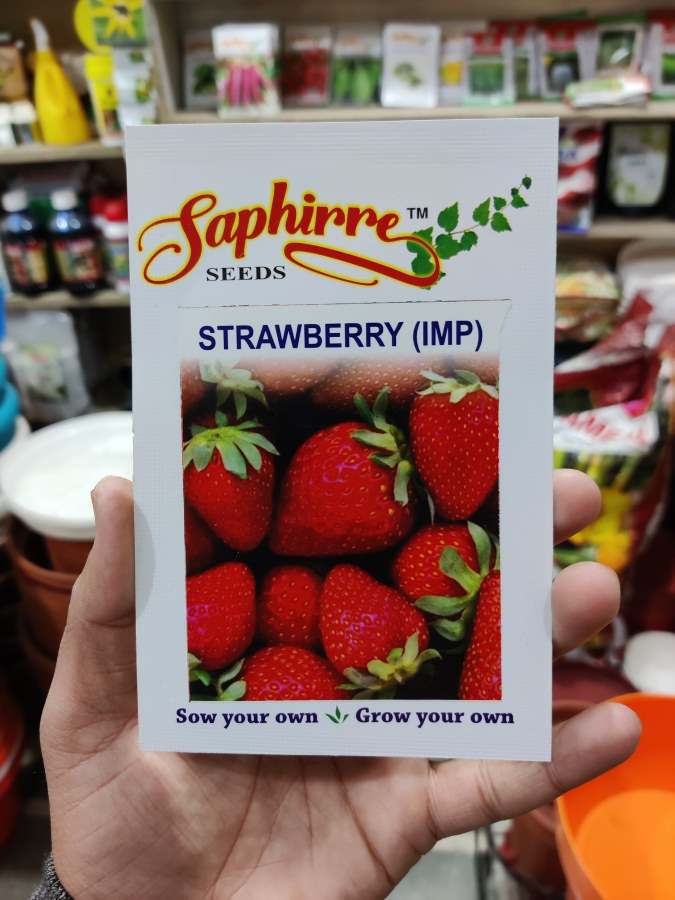 Saphirre™
SEEDS
STRAWBERRY (IMP)
Sow your own Grow your own